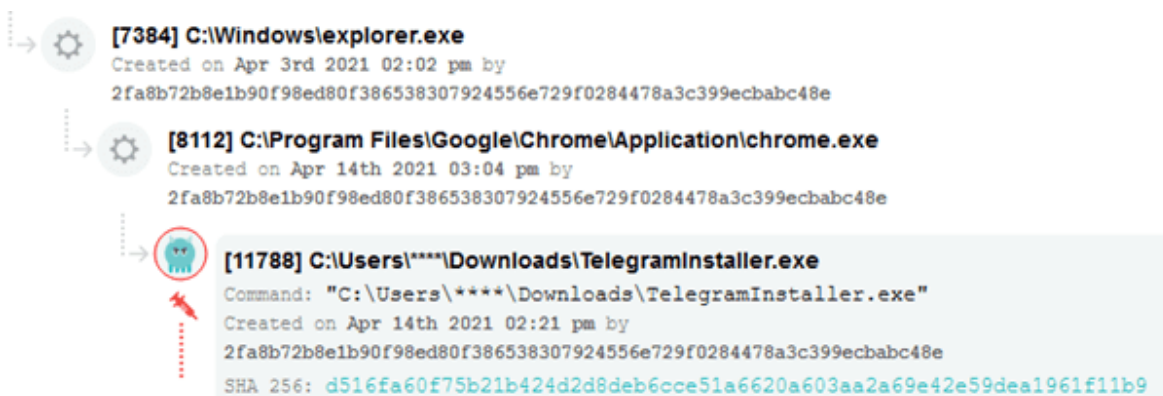 [7384] C:\Windows\explorer.exe
Created on Apr 3rd 2021 02:02 pm by
2fa8b72b8e1b90f98ed80f386538307924556e729f0284478a3c399ecbabc48e
[8112] C:\Program Files\Google\Chrome\Application\chrome.exe
Created on Apr 14th 2021 03:04 pm by
2fa8b72b8e1b90f98ed80f386538307924556e729f0284478a3c399ecbabc48e
[11788] C:\Users\****\Downloads\TelegramInstaller.exe
Command: "C:\Users\****\Downloads\TelegramInstaller.exe"
Created on Apr 14th 2021 02:21 pm by
2fa8b72b8e1b90f98ed80f386538307924556e729f0284478a3c399ecbabc48e
SHA 256: d516fa60f75b21b424d2d8deb6cce51a6620a603aa2a69e42e59dea1961f11b9